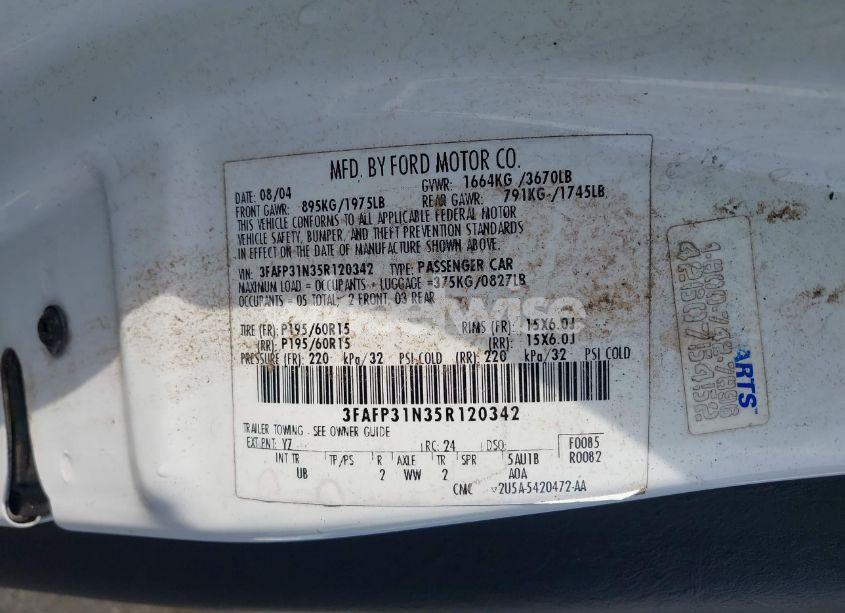 MFD. BY FORD MOTOR CO.
DATE: 08/04 GVWR: 1664KG /3670LB
FRONT GAWR: 895KG/1975LB REAR GAWR: 791KG-/1745LB
THIS VEHICLE CONFORMS TO ALL APPLICABLE FEDERAL MOTOR
VEHICLE SAFETY, BUMPER, AND THEFT PREVENTION STANDARDS
IN EFFECT ON THE DATE OF MANUFACTURE SHOWN ABOVE.
VIN: 3FAFP31N35R120342 TYPE: PASSENGER CAR
MAXIMUM LOAD = OCCUPANTS + LUGGAGE =375KG/0827LB
OCCUPANTS = 05 TOTAL; 2 FRONT, 03 REAR
TIRE (FR): P195/60R15 RIMS (FR): 15X6.0J
(RR): P195/60R15 (RR): 15X6.0J
PRESSURE (FR): 220 kPa/32 PSI COLD (RR): 220 kPa/32 PSI COLD
3FAFP31N35R120342
TRAILER TOWING - SEE OWNER GUIDE
EXT PNT: YZ RC: 24 DSO: F0085
INT TR TP/PS R AXLE TR SPR 5AU1B R0082
UB 2 WW 2 A0A
2U5A-5420472-AA
ARTS™